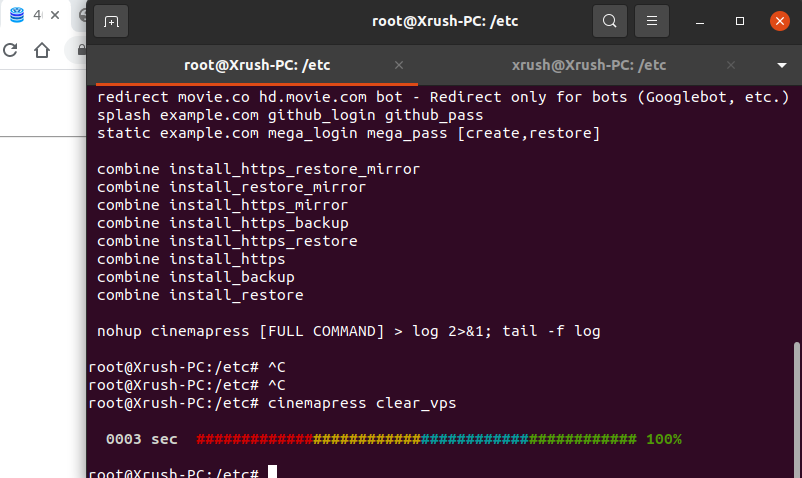 root@Xrush-PC: /etc
root@Xrush-PC: /etc
xrush@Xrush-PC: /etc
redirect movie.co hd.movie.com bot - Redirect only for bots (Googlebot, etc.)
splash example.com github_login github_pass
static example.com mega_login mega_pass [create,restore]
combine install_https_restore_mirror
combine install_restore_mirror
combine install_https_mirror
combine install_https_backup
combine install_https_restore
combine install_https
combine install_backup
combine install_restore
nohup cinemapress [FULL COMMAND] > log 2>&1; tail -f log
root@Xrush-PC:/etc# ^C
root@Xrush-PC:/etc# ^C
root@Xrush-PC:/etc# cinemapress clear_vps
0003 sec ################################################# 100%
root@Xrush-PC:/etc#